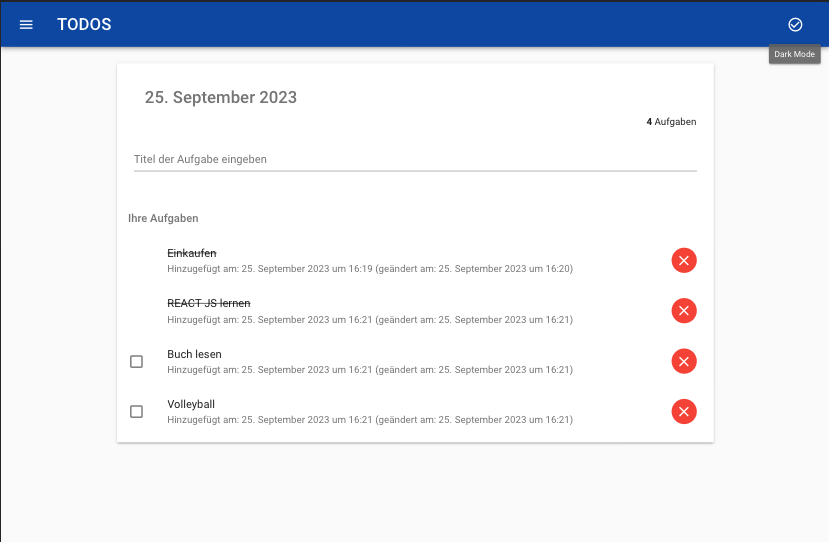 TODOS
Dark Mode
25. September 2023
4 Aufgaben
Titel der Aufgabe eingeben
Ihre Aufgaben
Einkaufen
Hinzugefügt am: 25. September 2023 um 16:19 (geändert am: 25. September 2023 um 16:20)
REACT JS lernen
Hinzugefügt am: 25. September 2023 um 16:21 (geändert am: 25. September 2023 um 16:21)
Buch lesen
Hinzugefügt am: 25. September 2023 um 16:21 (geändert am: 25. September 2023 um 16:21)
Volleyball
Hinzugefügt am: 25. September 2023 um 16:21 (geändert am: 25. September 2023 um 16:21)